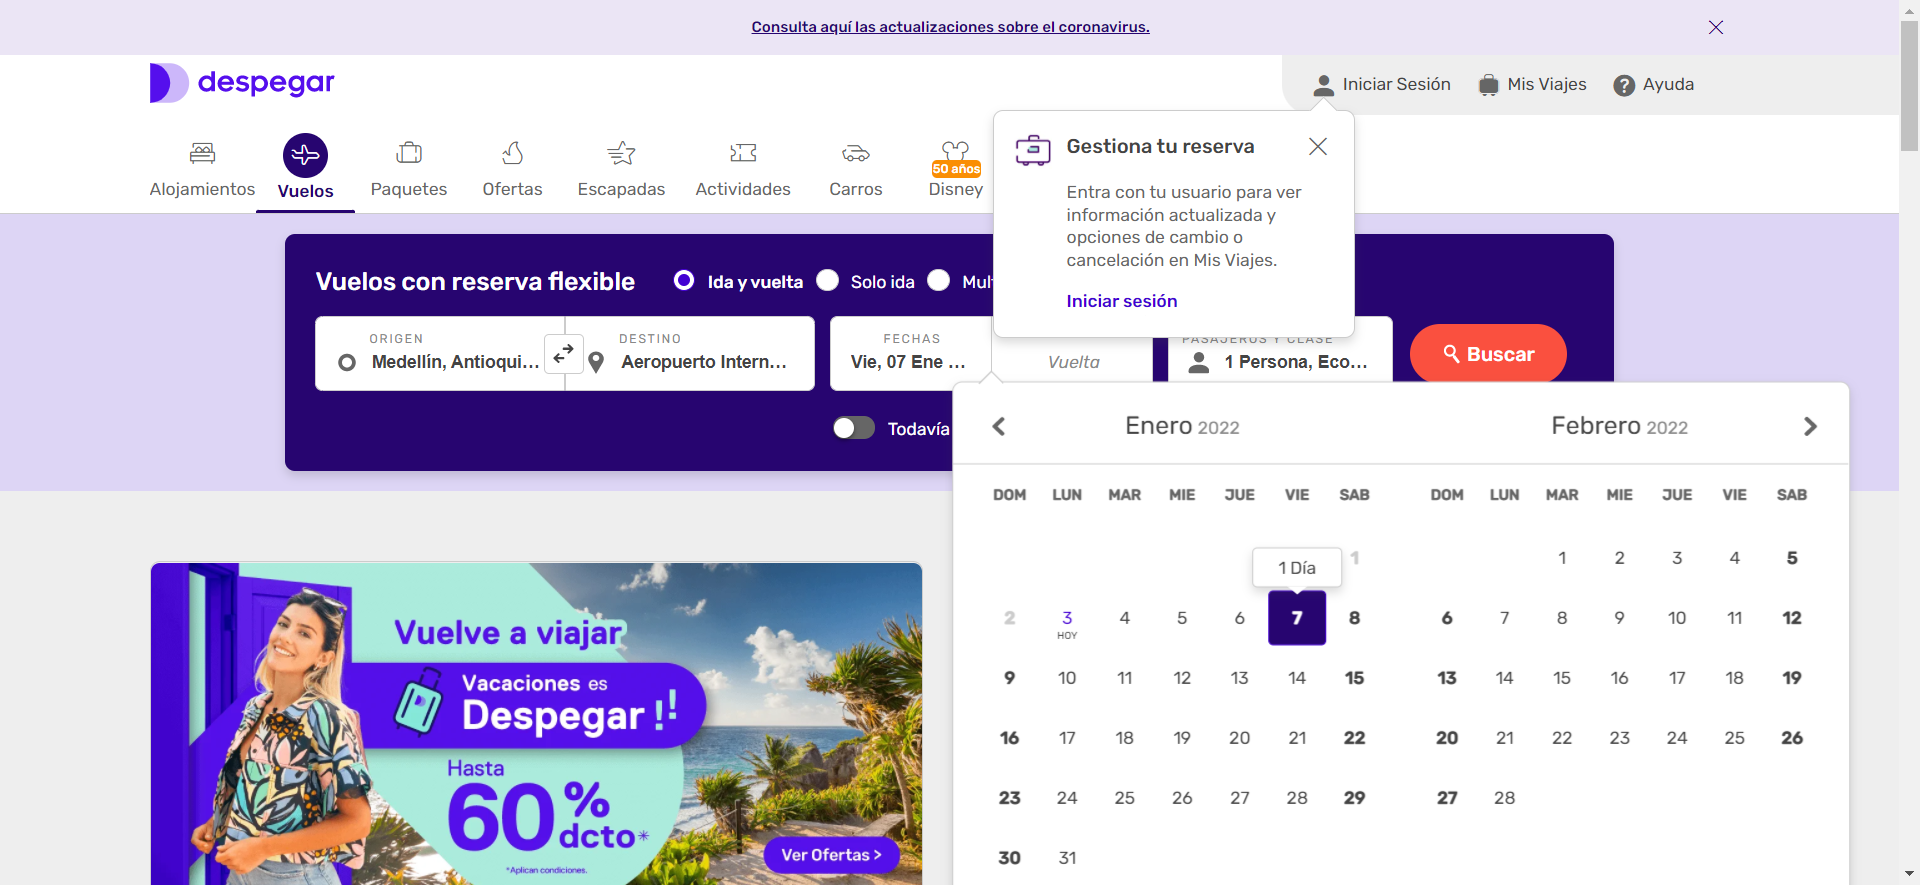 Consulta aquí las actualizaciones sobre el coronavirus.
despegar
Iniciar Sesión
Mis Viajes
Ayuda
Alojamientos
Vuelos
Paquetes
Ofertas
Escapadas
Actividades
Carros
50 años
Disney
Gestiona tu reserva
Entra con tu usuario para ver
información actualizada y
opciones de cambio o
cancelación en Mis Viajes.
Iniciar sesión
Vuelos con reserva flexible
Ida y vuelta
Solo ida
ORIGEN
Medellín, Antioqui...
DESTINO
Aeropuerto Intern...
FECHAS
Vie, 07 Ene ...
Vuelta
PASAJEROS Y CLASE
1 Persona, Eco...
Buscar
Todavía
Enero 2022
DOM LUN MAR MIE JUE VIE SAB
1 Día
1
2 3 4 5 6 7 8
HOY
9 10 11 12 13 14 15
16 17 18 19 20 21 22
23 24 25 26 27 28 29
30 31
Febrero 2022
DOM LUN MAR MIE JUE VIE SAB
1 2 3 4 5
6 7 8 9 10 11 12
13 14 15 16 17 18 19
20 21 22 23 24 25 26
27 28
Vuelve a viajar
Vacaciones es
Despegar !!
Hasta
60%
dcto*
*Aplican condiciones.
Ver Ofertas >